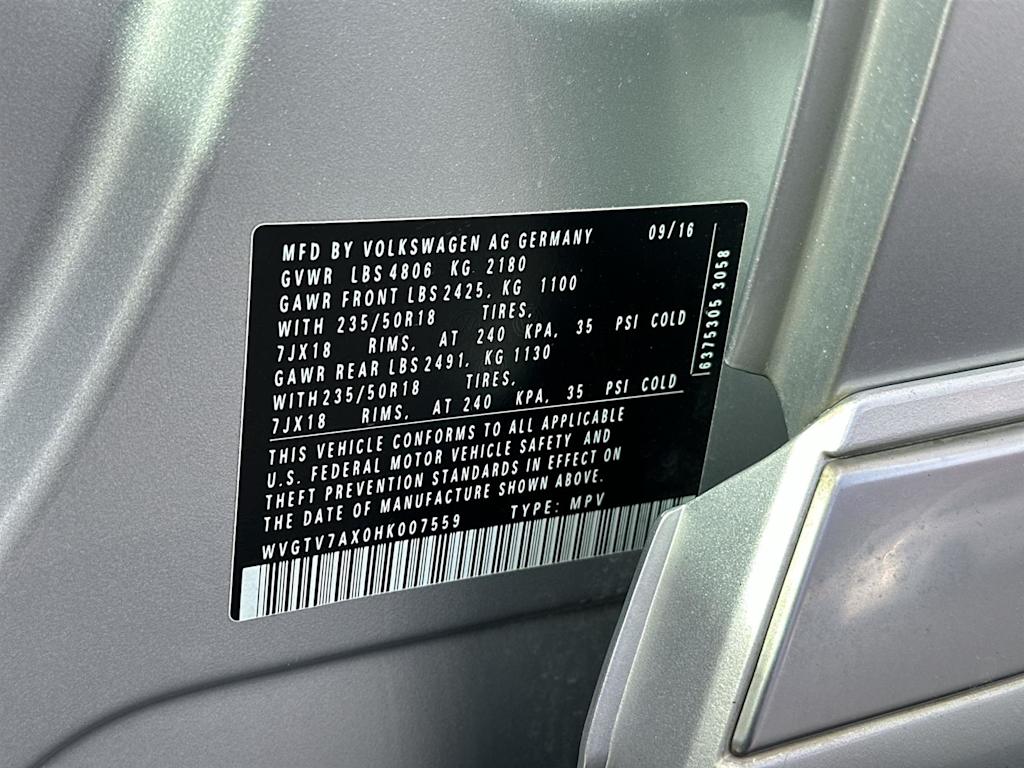 MFD BY VOLKSWAGEN AG GERMANY 09/16
GVWR LBS 4806 KG 2180
GAWR FRONT LBS 2425, KG 1100
WITH 235/50R18 TIRES,
7JX18 RIMS, AT 240 KPA, 35 PSI COLD
GAWR REAR LBS 2491, KG 1130
WITH 235/50R18 TIRES,
7JX18 RIMS, AT 240 KPA, 35 PSI COLD
THIS VEHICLE CONFORMS TO ALL APPLICABLE
U.S. FEDERAL MOTOR VEHICLE SAFETY AND
THEFT PREVENTION STANDARDS IN EFFECT ON
THE DATE OF MANUFACTURE SHOWN ABOVE.
WVGTV7AX0HK007559 TYPE: MPV
6375305 3058